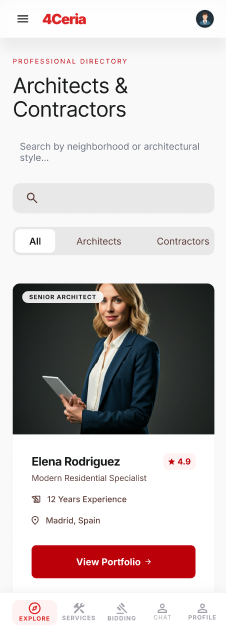 4Ceria
PROFESSIONAL DIRECTORY
Architects &
Contractors
Search by neighborhood or architectural
style...
All Architects Contractors
SENIOR ARCHITECT
Elena Rodriguez ★ 4.9
Modern Residential Specialist
12 Years Experience
Madrid, Spain
View Portfolio →
EXPLORE SERVICES BIDDING CHAT PROFILE